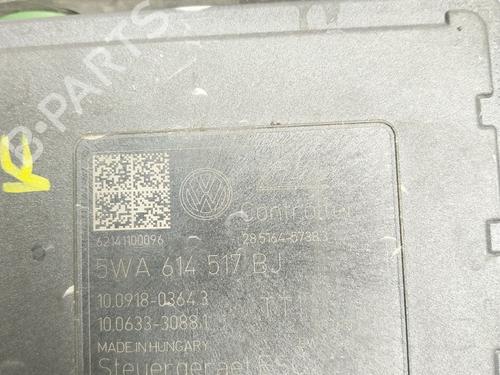 B-PARTS
K
Controller
62141100096
28.5164-5738.
5WA 614 517 BJ
10.0918-0364.3
10.0633-3088.1
MADE IN HUNGARY
Steuergeraet ESC